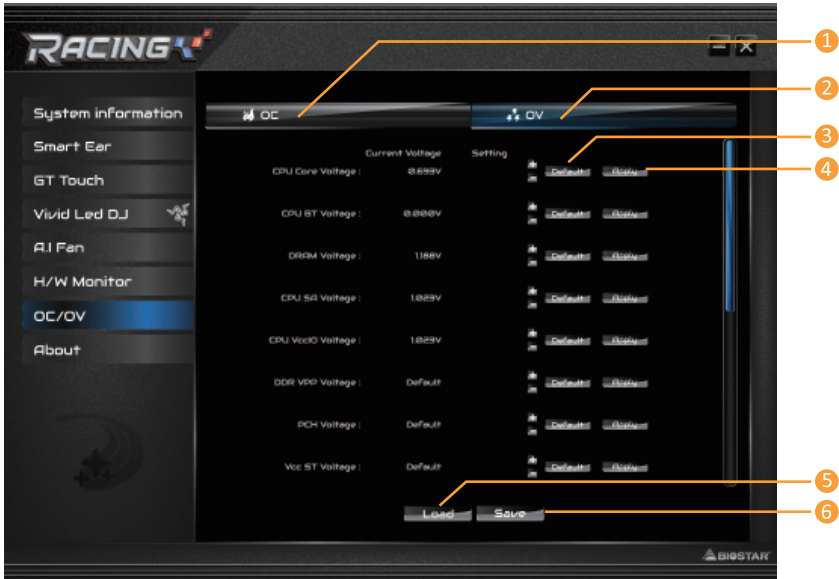 RACING
1
2
3
4
5
6
System information
Smart Ear
GT Touch
Vivid Led DJ
A.I Fan
H/W Monitor
OC/OV
About
OC
OV
Current Voltage Setting
CPU Core Voltage : 0.693V Default Apply
CPU GT Voltage : 0.000V Default Apply
DRAM Voltage : 1.188V Default Apply
CPU SA Voltage : 1.023V Default Apply
CPU VccIO Voltage : 1.023V Default Apply
DDR VPP Voltage : Default Default Apply
PCH Voltage : Default Default Apply
Vcc ST Voltage : Default Default Apply
Load Save
BIOSTAR